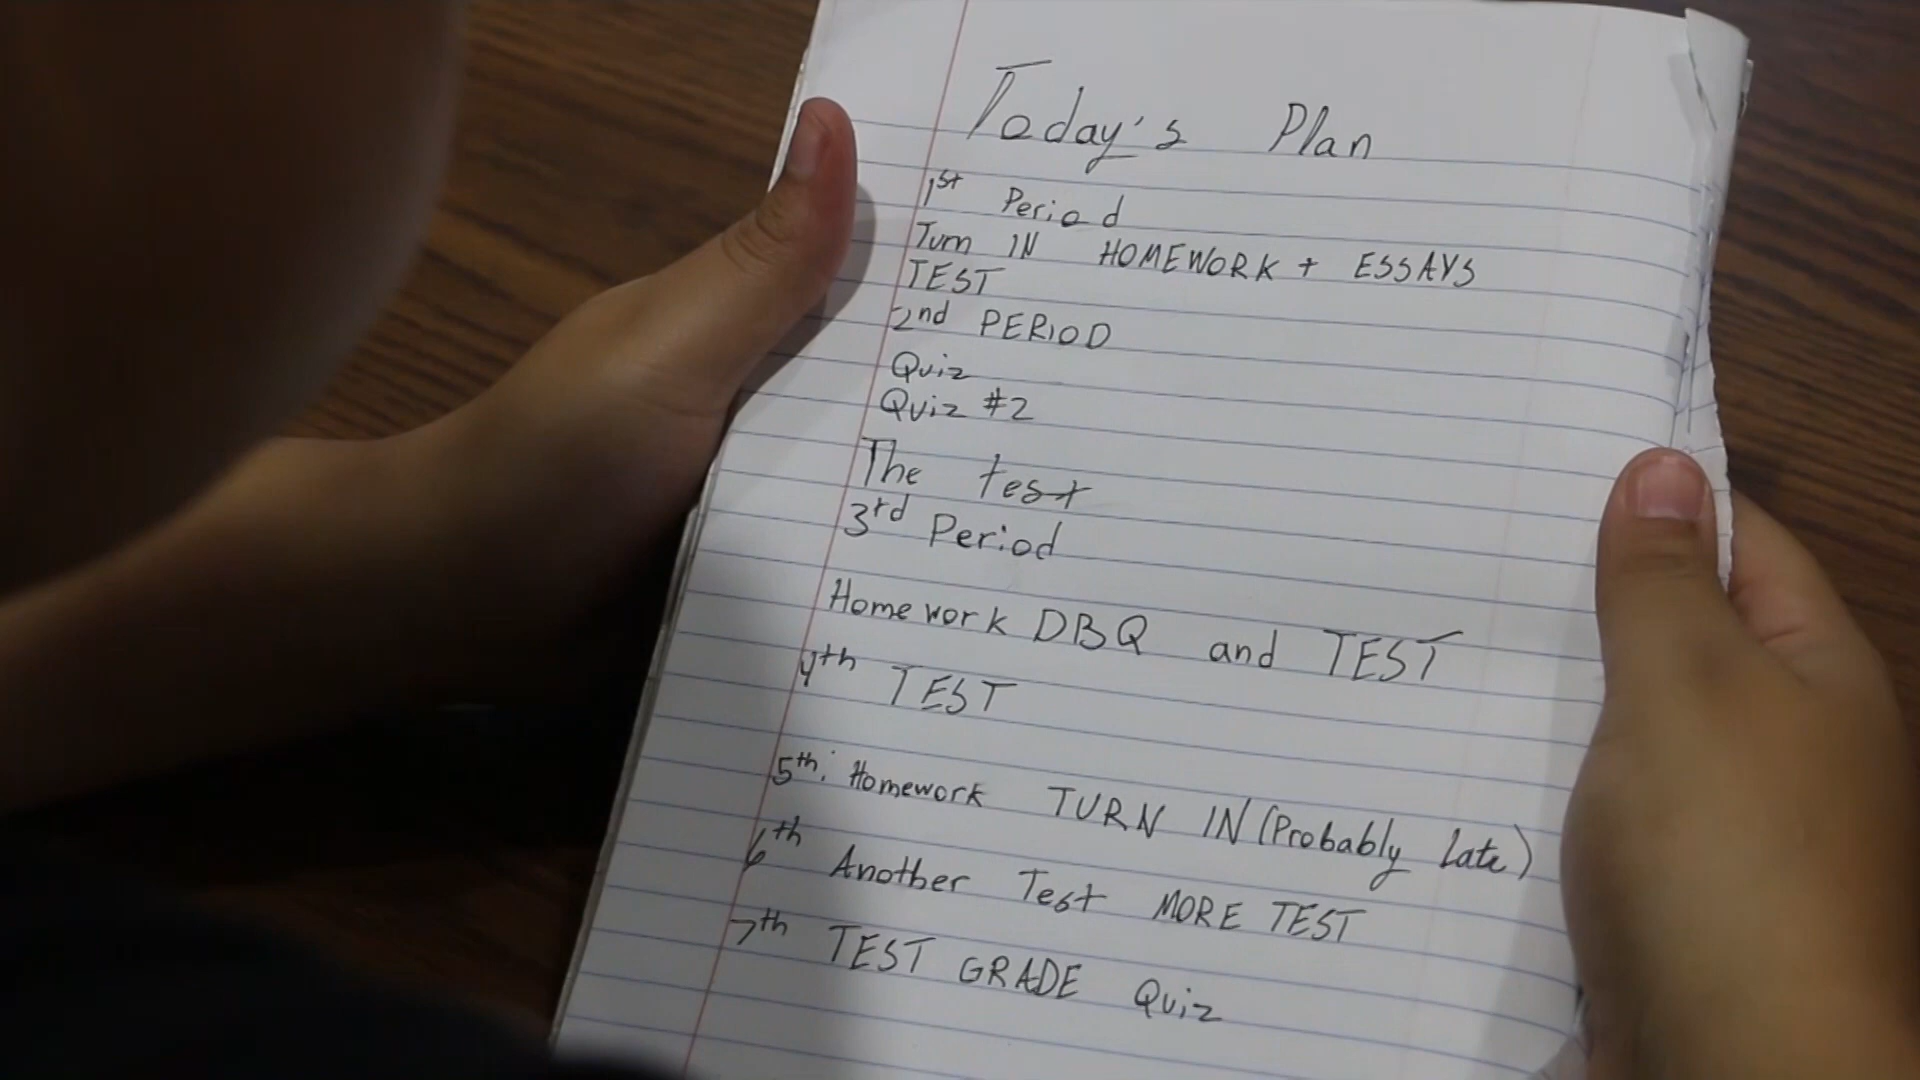 Today's Plan
1st Period
Turn IN HOMEWORK + ESSAYS
TEST
2nd PERIOD
Quiz
Quiz #2
The test
3rd Period
Homework DBQ and TEST
4th TEST
5th: Homework TURN IN (Probably Late)
6th Another Test MORE TEST
7th TEST GRADE Quiz